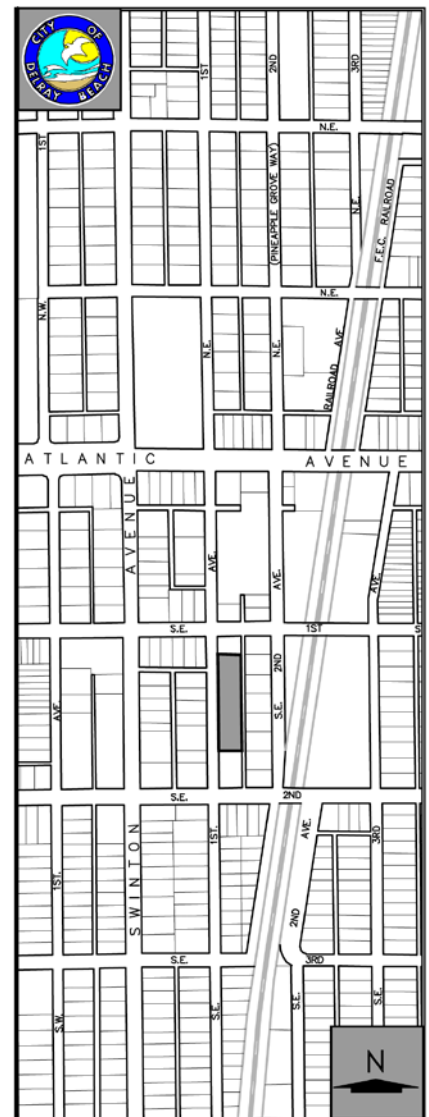 CITY OF
DELRAY BEACH
1ST
2ND
3RD
N.E.
1ST
(PINEAPPLE GROVE WAY)
N.E.
F.E.C. RAILROAD
N.E.
N.W.
N.E.
N.E.
RAILROAD AVE.
ATLANTIC AVENUE
AVENUE
AVE.
AVE.
AVE.
S.E. 1ST S
2ND
AVE.
S.E.
S.E. 2ND
SWINTON
1ST.
AVE.
3RD
1ST.
2ND
S.E. 3RD
S.W.
S.E.
S.E.
S.E.
N